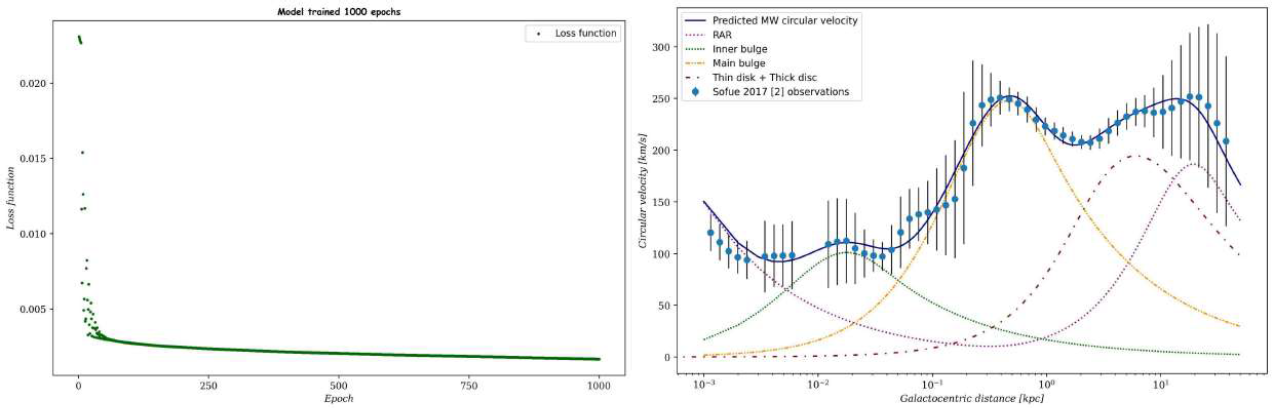 Model trained 1000 epochs
Loss function
0.020
0.015
0.010
0.005
Loss function
0
250
500
750
1000
Epoch
Predicted MW circular velocity
RAR
Inner bulge
Main bulge
Thin disk + Thick disc
Sofue 2017 [2] observations
300
250
200
150
100
50
0
Circular velocity [km/s]
10⁻³
10⁻²
10⁻¹
10⁰
10¹
Galactocentric distance [kpc]